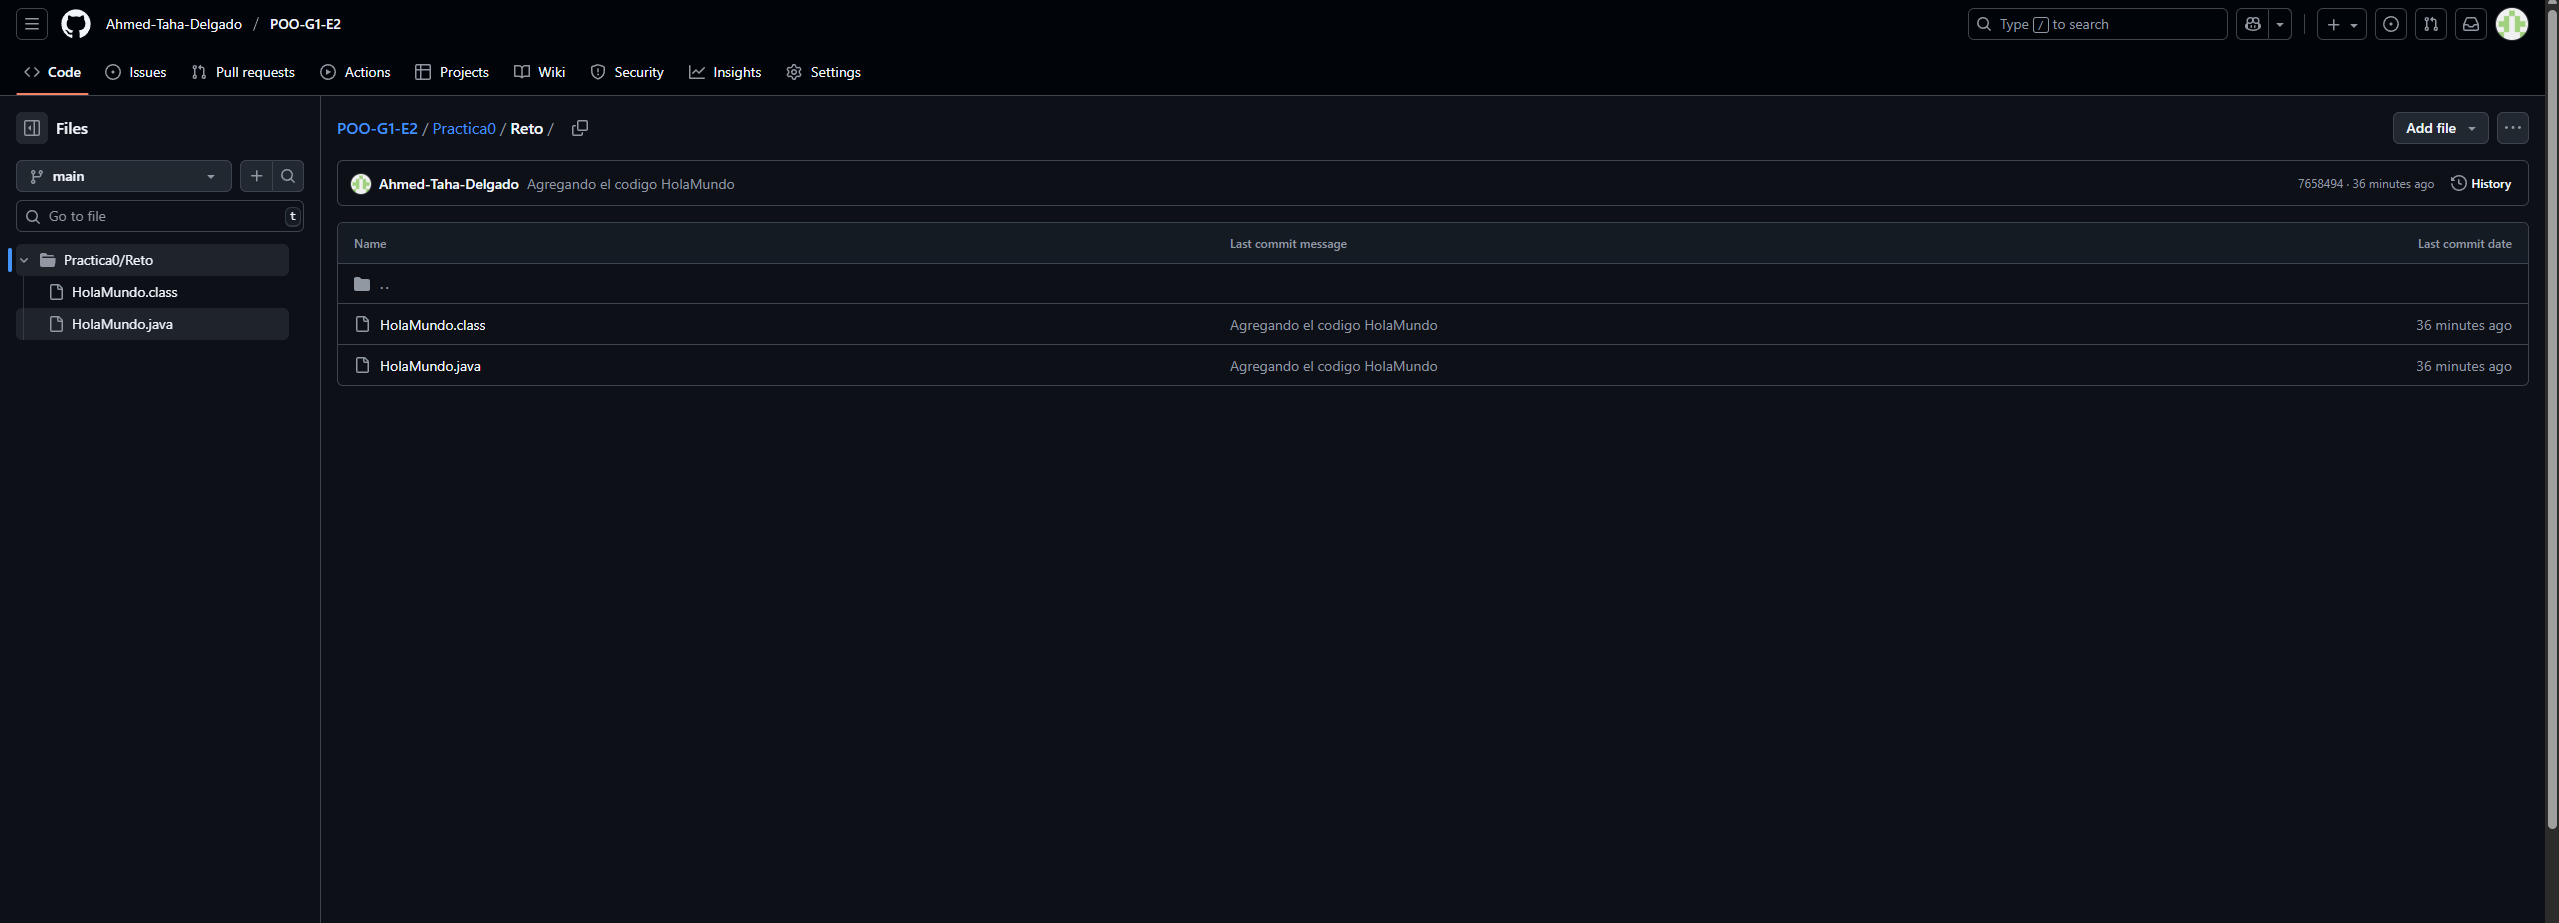 Ahmed-Taha-Delgado / POO-G1-E2
Type / to search
Code Issues Pull requests Actions Projects Wiki Security Insights Settings
Files
POO-G1-E2 / Practica0 / Reto /
Add file
main
Ahmed-Taha-Delgado Agregando el codigo HolaMundo
7658494 · 36 minutes ago History
Go to file t
Name Last commit message Last commit date
Practica0/Reto
..
HolaMundo.class
HolaMundo.java
HolaMundo.class Agregando el codigo HolaMundo 36 minutes ago
HolaMundo.java Agregando el codigo HolaMundo 36 minutes ago